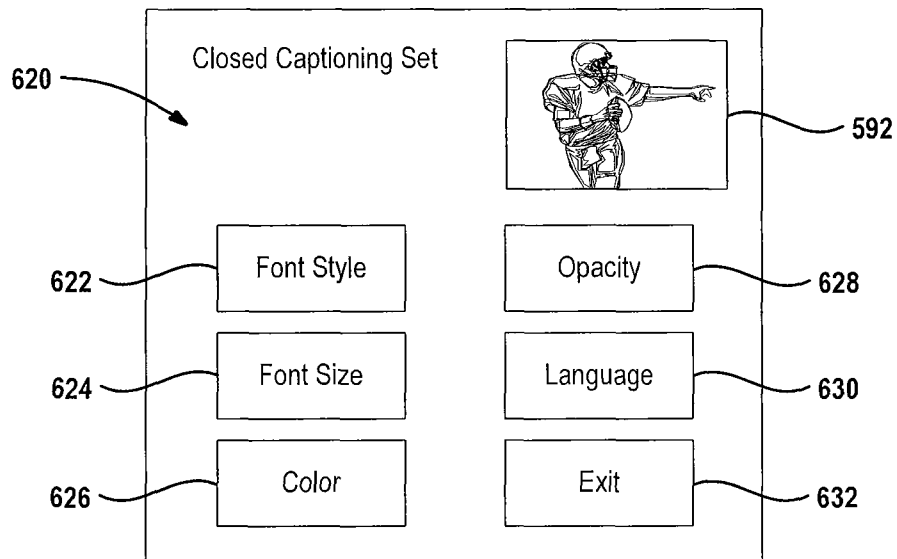 Closed Captioning Set
620
592
Font Style
Opacity
622
628
Font Size
Language
624
630
Color
Exit
626
632